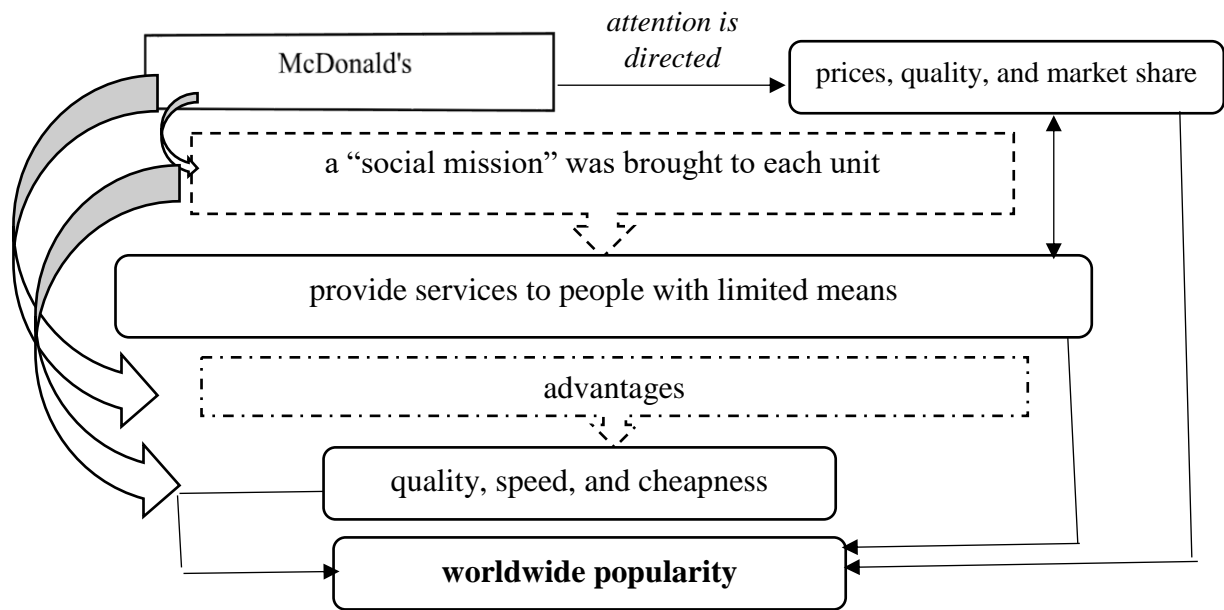 attention is
directed
McDonald's
prices, quality, and market share
a “social mission” was brought to each unit
provide services to people with limited means
advantages
quality, speed, and cheapness
worldwide popularity